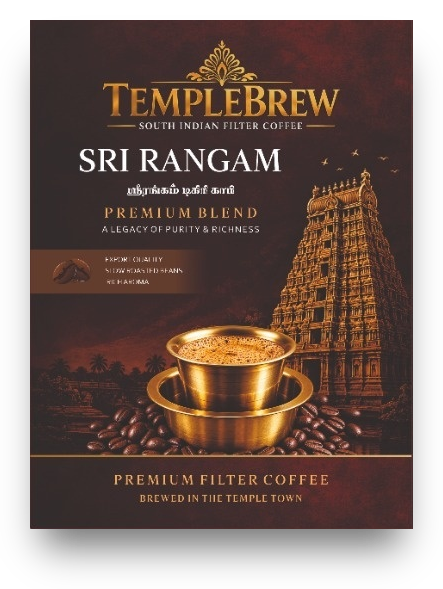 TEMPLEBREW
SOUTH INDIAN FILTER COFFEE
SRI RANGAM
ஸ்ரீரங்கம் டிகிரி காபி
PREMIUM BLEND
A LEGACY OF PURITY & RICHNESS
EXPORT QUALITY
SLOW ROASTED BEANS
RICH AROMA
PREMIUM FILTER COFFEE
BREWED IN THE TEMPLE TOWN